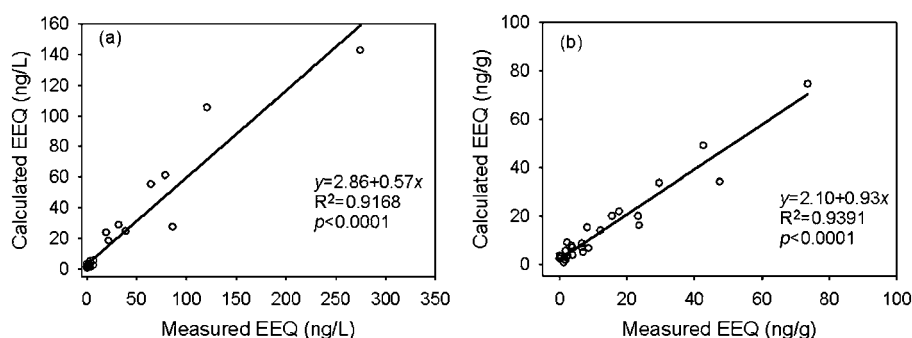 (a)
Calculated EEQ (ng/L)
160
140
120
100
80
60
40
20
0
y=2.86+0.57x
R²=0.9168
p<0.0001
0 50 100 150 200 250 300 350
Measured EEQ (ng/L)
(b)
Calculated EEQ (ng/g)
100
80
60
40
20
0
y=2.10+0.93x
R²=0.9391
p<0.0001
0 20 40 60 80 100
Measured EEQ (ng/g)